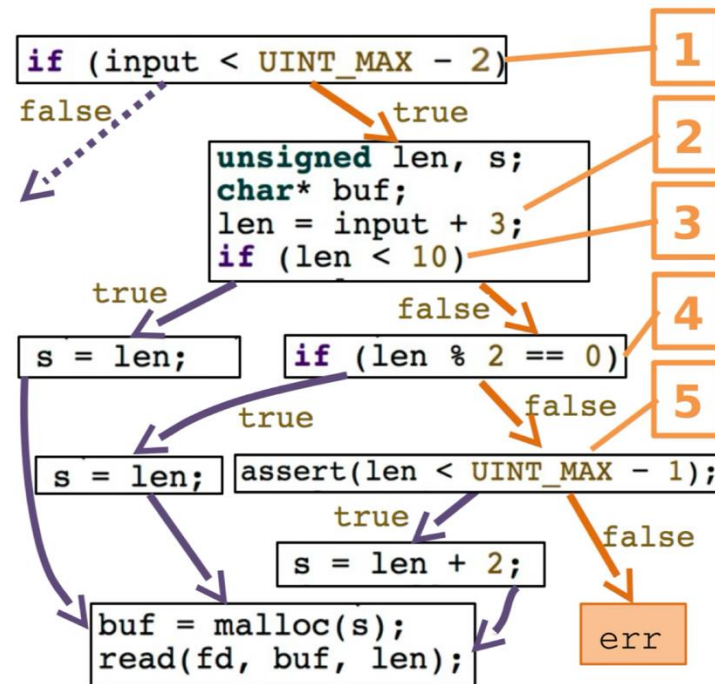 if (input < UINT_MAX - 2)
1
false
true
unsigned len, s;
char* buf;
len = input + 3;
if (len < 10)
2
3
true
false
4
s = len;
if (len % 2 == 0)
true
false
5
s = len;
assert(len < UINT_MAX - 1);
true
false
s = len + 2;
buf = malloc(s);
read(fd, buf, len);
err